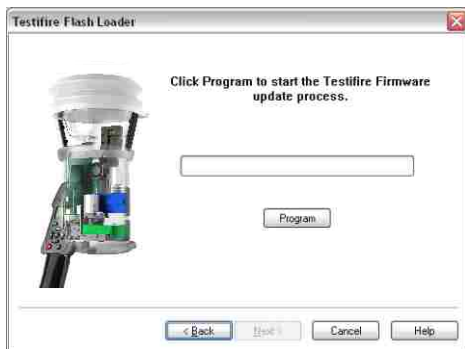 Testifire Flash Loader
Click Program to start the Testifire Firmware
update process.
Program
< Back
Next >
Cancel
Help